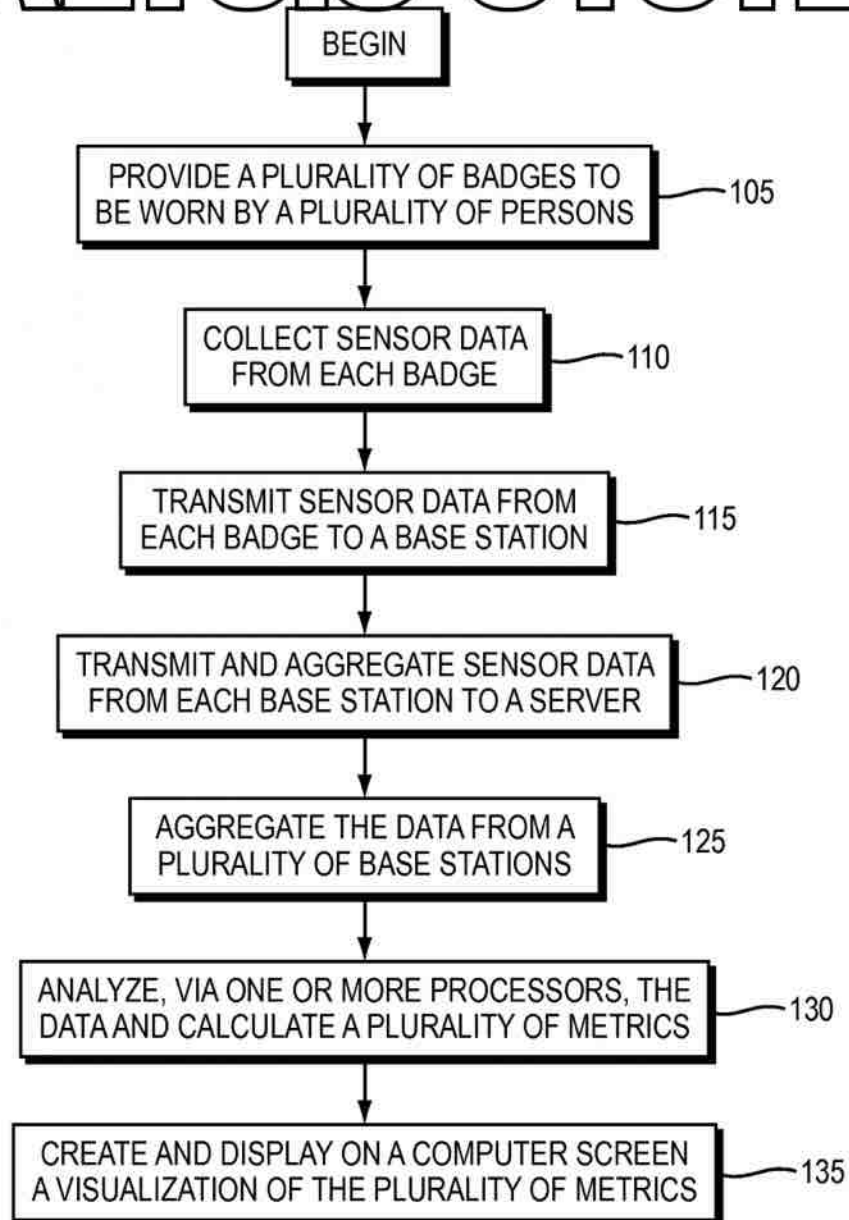 BEGIN
PROVIDE A PLURALITY OF BADGES TO
BE WORN BY A PLURALITY OF PERSONS
105
COLLECT SENSOR DATA
FROM EACH BADGE
110
TRANSMIT SENSOR DATA FROM
EACH BADGE TO A BASE STATION
115
TRANSMIT AND AGGREGATE SENSOR DATA
FROM EACH BASE STATION TO A SERVER
120
AGGREGATE THE DATA FROM A
PLURALITY OF BASE STATIONS
125
ANALYZE, VIA ONE OR MORE PROCESSORS, THE
DATA AND CALCULATE A PLURALITY OF METRICS
130
CREATE AND DISPLAY ON A COMPUTER SCREEN
A VISUALIZATION OF THE PLURALITY OF METRICS
135